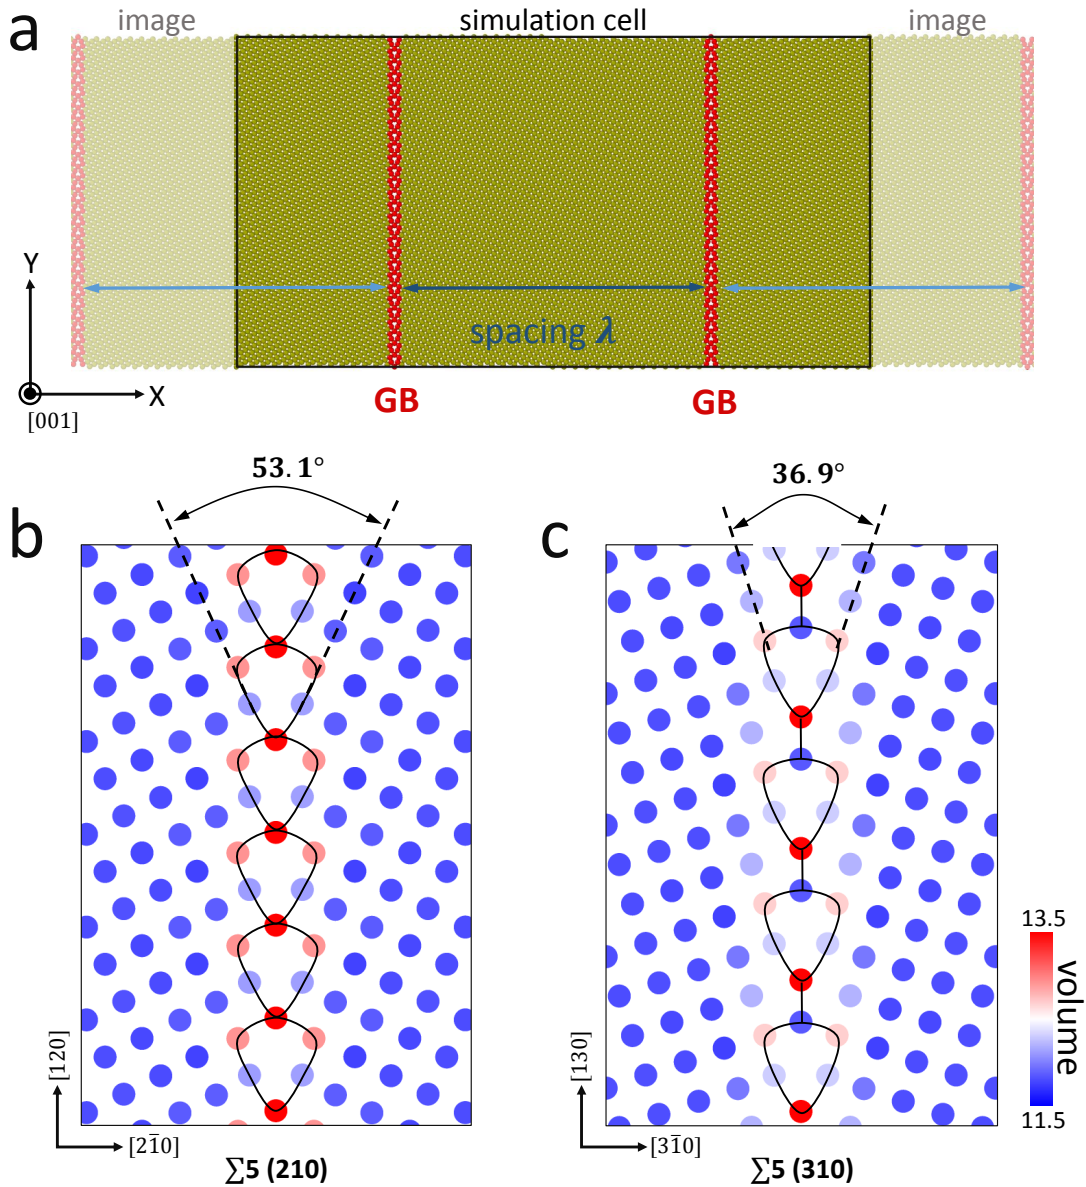 a
image
simulation cell
image
Y
spacing λ
X
[001]
GB
GB
53.1°
36.9°
b
c
13.5
volume
11.5
[120]
[130]
[21̅0]
[31̅0]
∑5 (210)
∑5 (310)